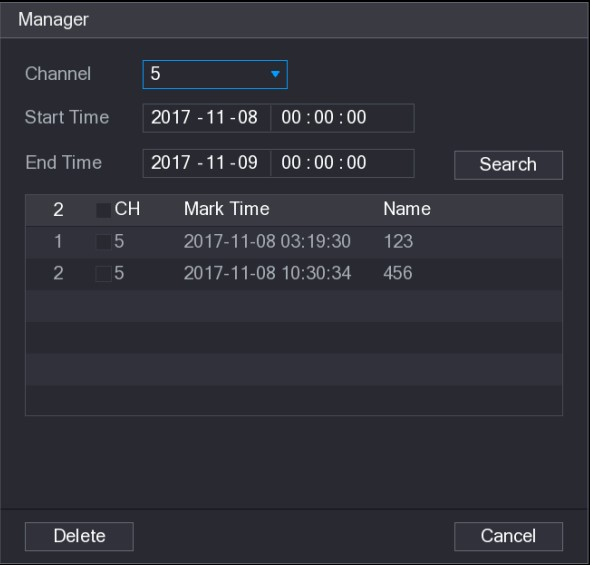 Manager
Channel 5
Start Time 2017 - 11 - 08 00 : 00 : 00
End Time 2017 - 11 - 09 00 : 00 : 00 Search
2 CH Mark Time Name
1 5 2017-11-08 03:19:30 123
2 5 2017-11-08 10:30:34 456
Delete Cancel